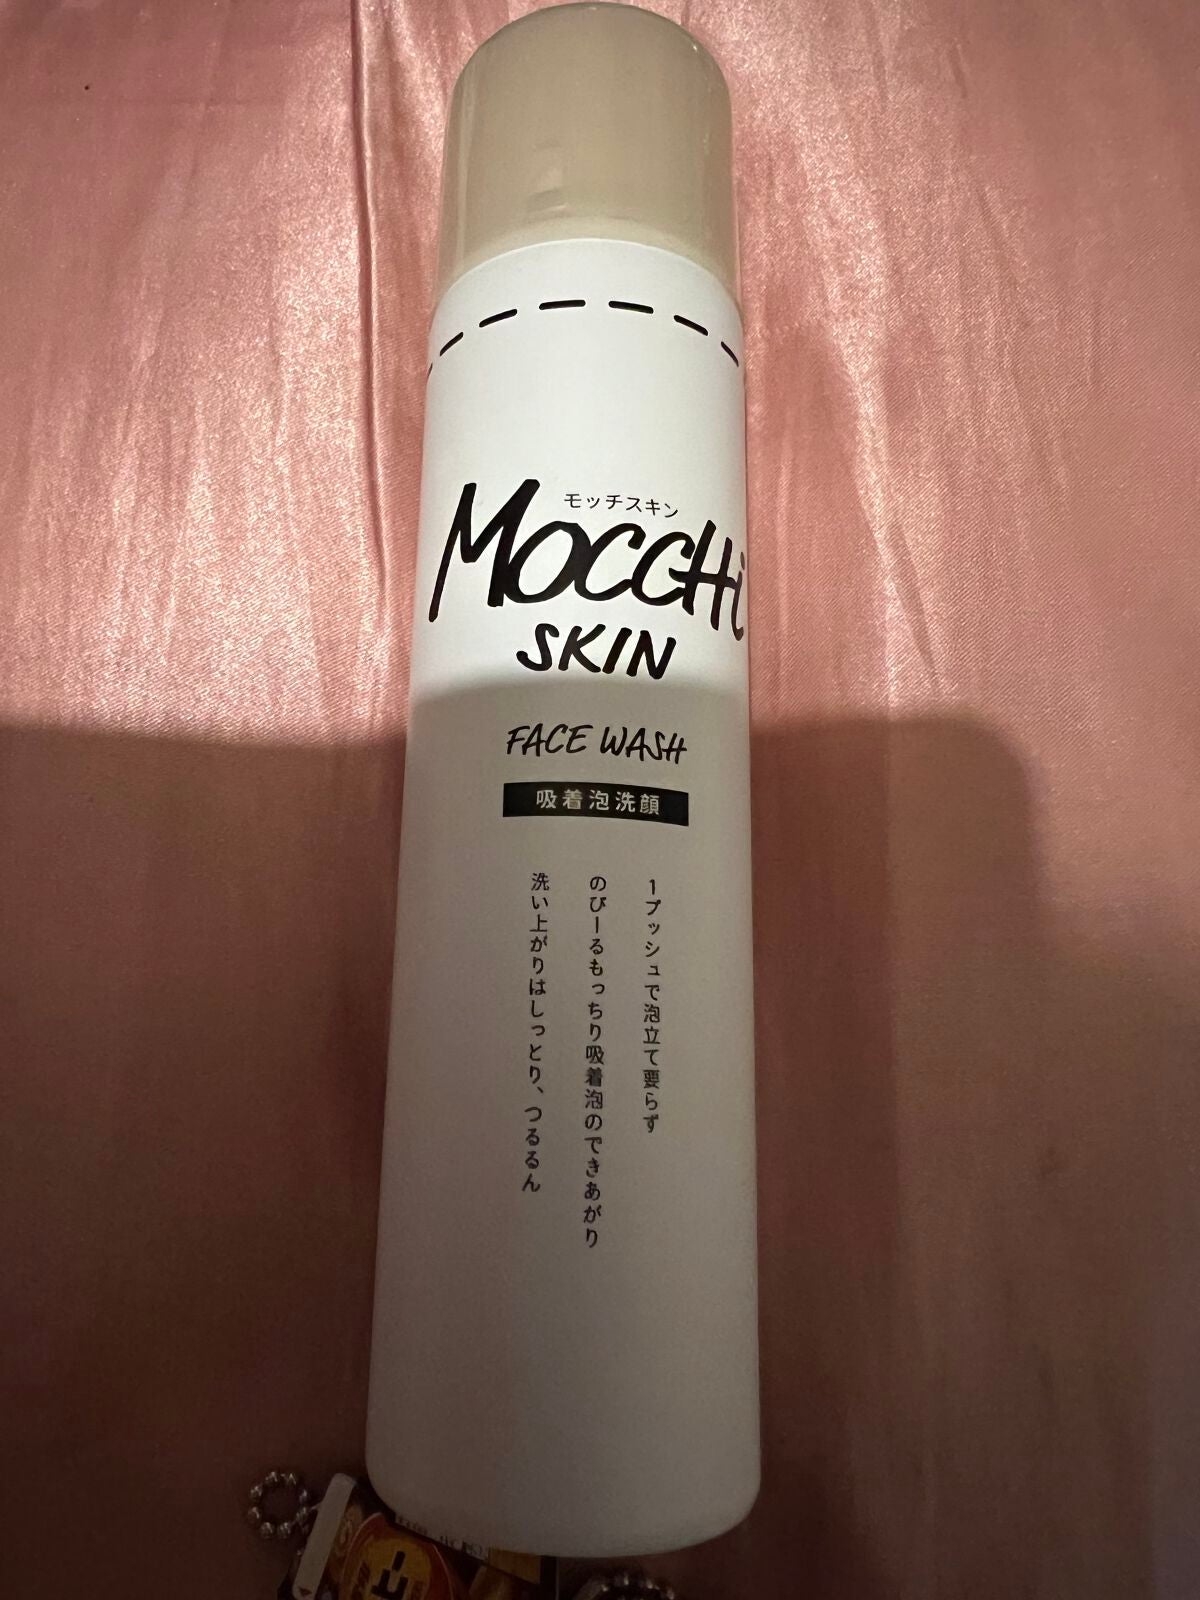 モッチスキン
MOCCHi
SKIN
FACE WASH
吸着泡洗顔
1プッシュで泡立て要らず
のびーるもっちり吸着泡のできあがり
洗い上がりはしっとり、つるるん